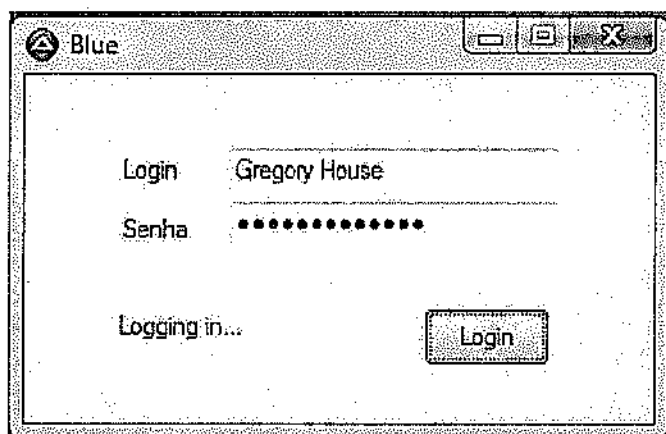 Blue
Login Gregory House
Senha •••••••••••••
Logging in...
Login